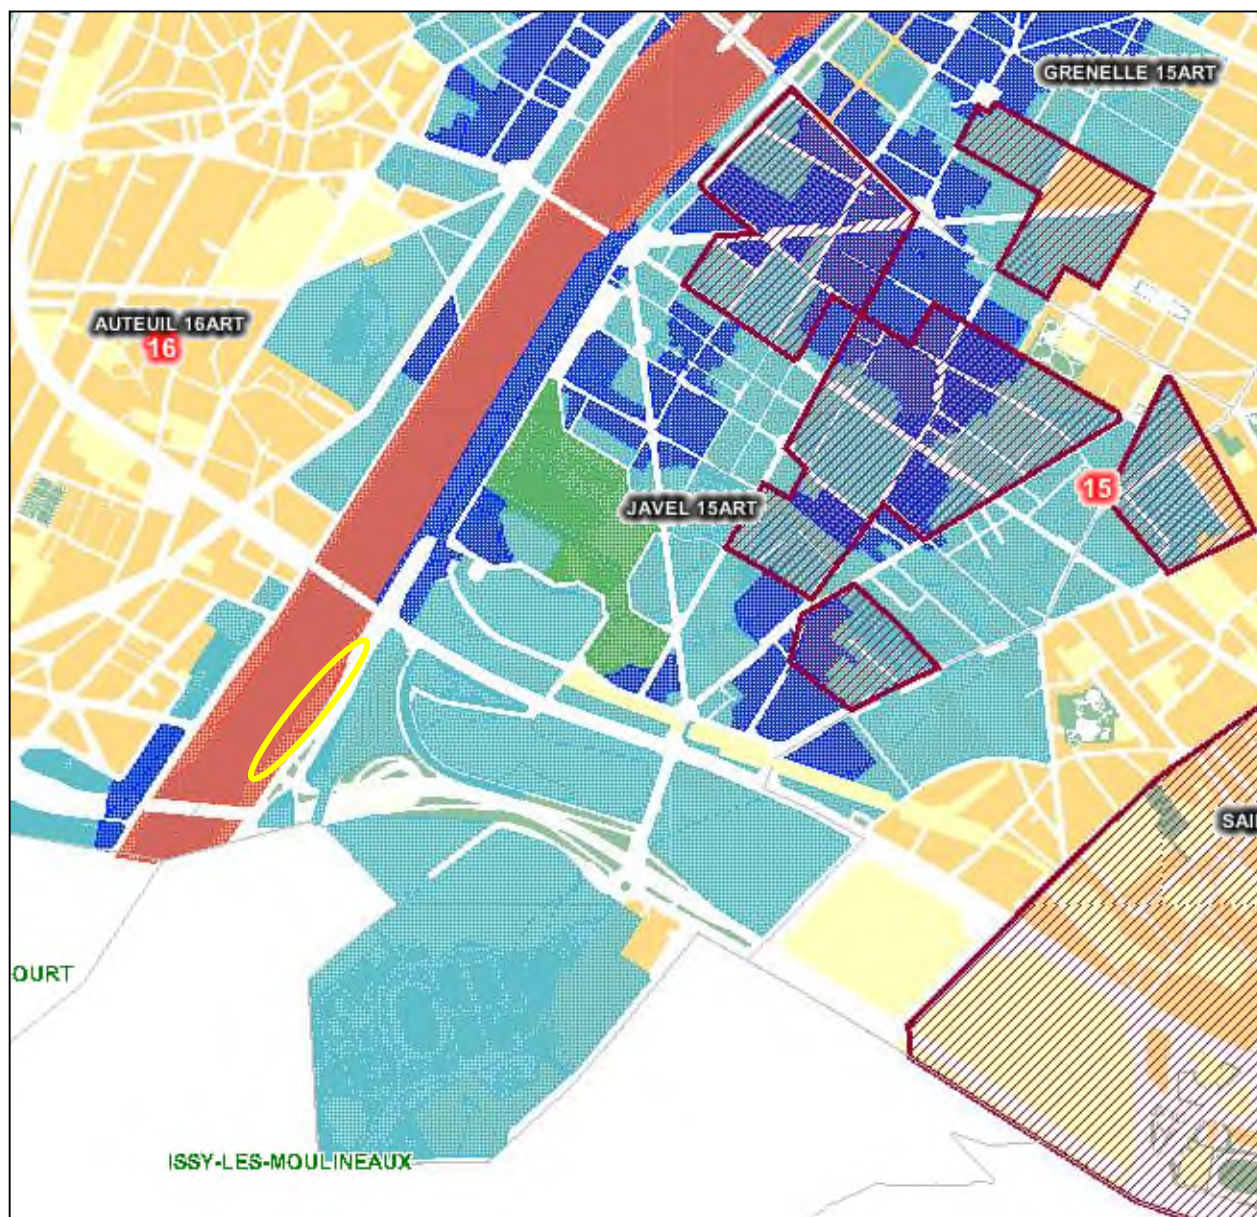 GRENELLE 15ART
AUTEUIL 16ART
16
15
JAVEL 15ART
SAI
OURT
ISSY-LES-MOULINEAUX